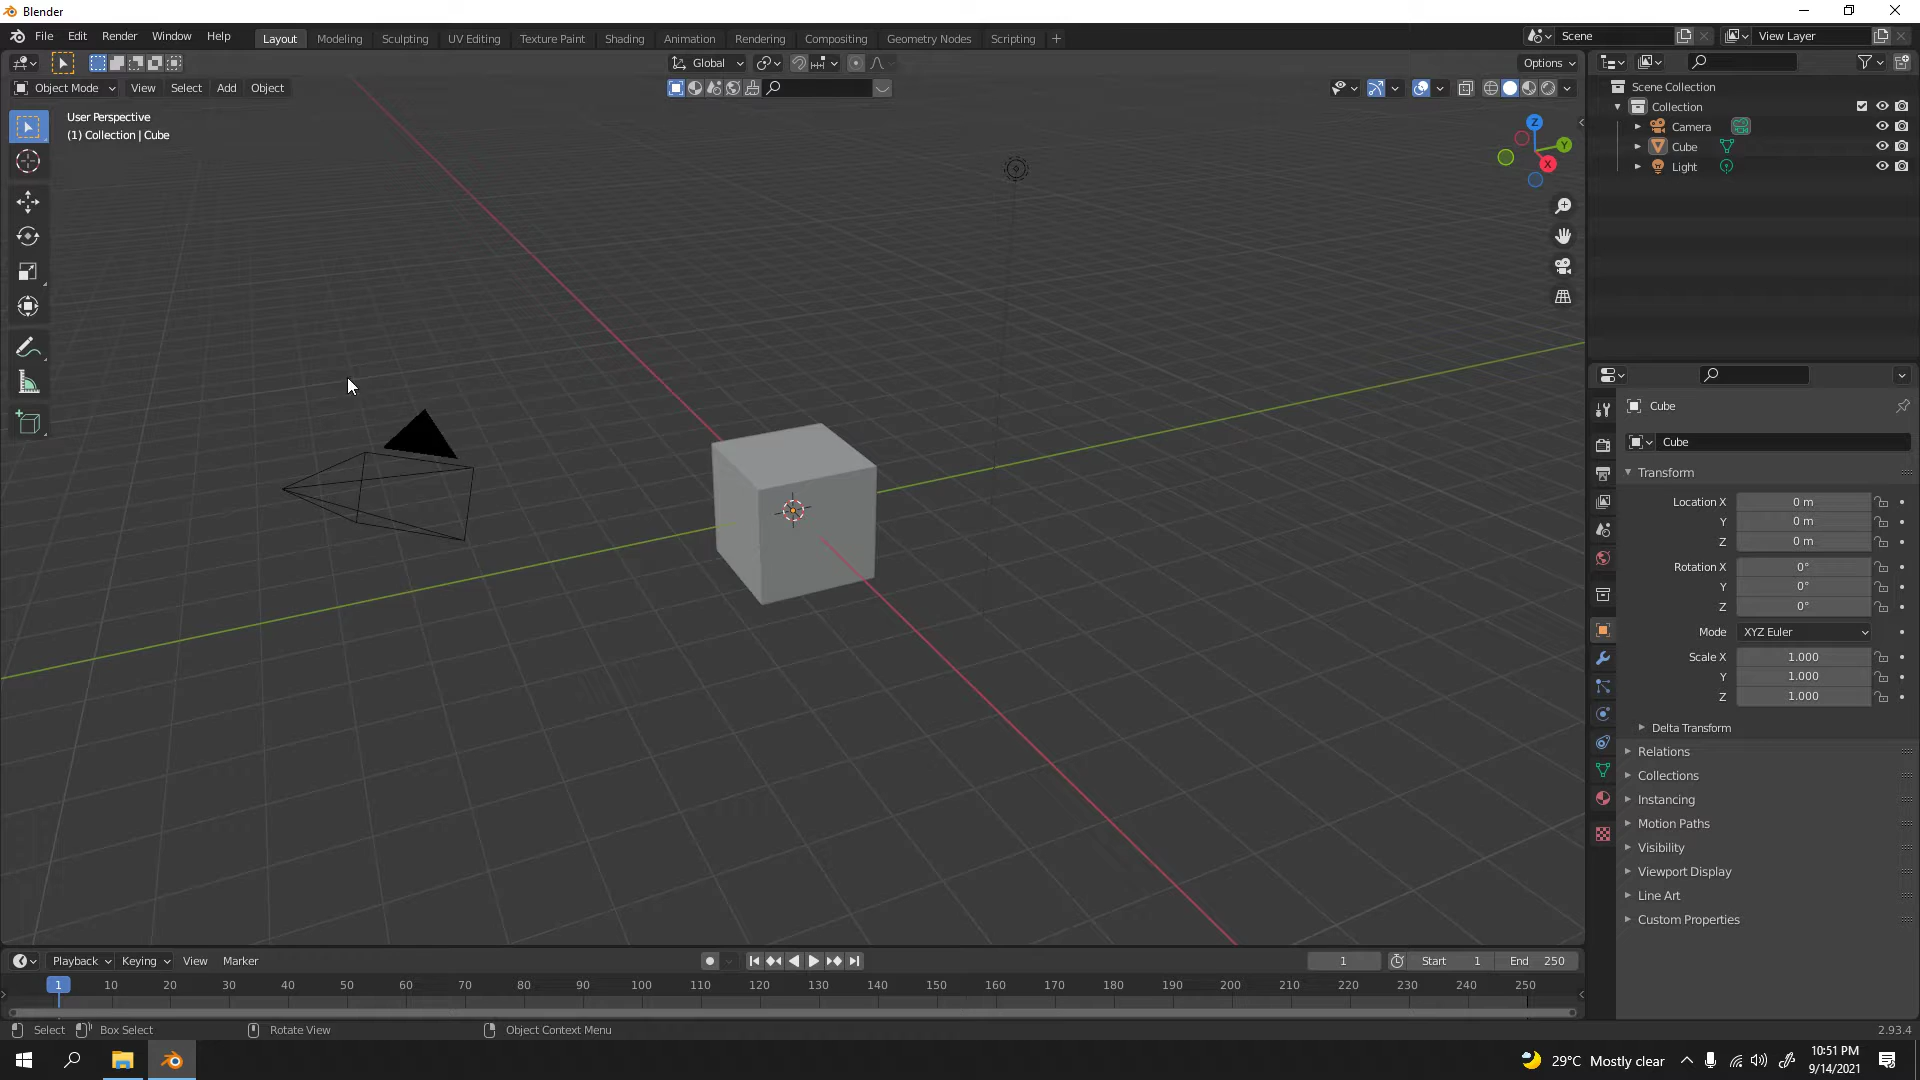 Blender
File Edit Render Window Help Layout Modeling Sculpting UV Editing Texture Paint Shading Animation Rendering Compositing Geometry Nodes Scripting + Scene View Layer
Global Options
Object Mode View Select Add Object
User Perspective
(1) Collection | Cube
Z
Y
X
Scene Collection
Collection
Camera
Cube
Light
Cube
Cube
Transform
Location X 0 m
Y 0 m
Z 0 m
Rotation X 0°
Y 0°
Z 0°
Mode XYZ Euler
Scale X 1.000
Y 1.000
Z 1.000
Delta Transform
Relations
Collections
Instancing
Motion Paths
Visibility
Viewport Display
Line Art
Custom Properties
Playback Keying View Marker 1 Start 1 End 250
1 10 20 30 40 50 60 70 80 90 100 110 120 130 140 150 160 170 180 190 200 210 220 230 240 250
Select Box Select Rotate View Object Context Menu 2.93.4
29°C Mostly clear
10:51 PM
9/14/2021